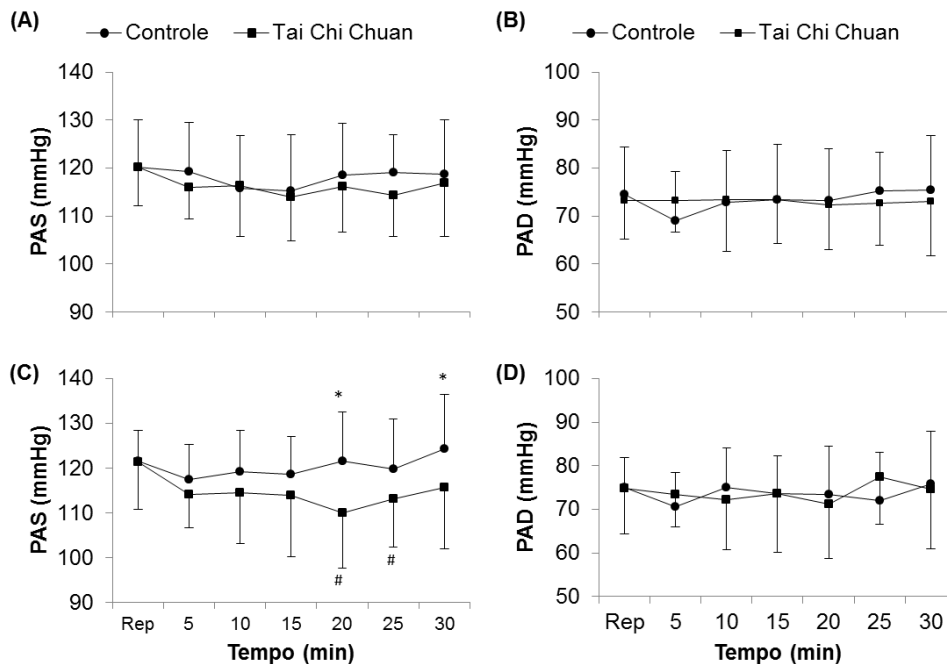 (A)
Controle Tai Chi Chuan
PAS (mmHg)
140
130
120
110
100
90
(B)
Controle Tai Chi Chuan
PAD (mmHg)
100
90
80
70
60
50
(C)
PAS (mmHg)
140
130
120
110
100
90
* *
# #
Rep 5 10 15 20 25 30
Tempo (min)
(D)
PAD (mmHg)
100
90
80
70
60
50
Rep 5 10 15 20 25 30
Tempo (min)